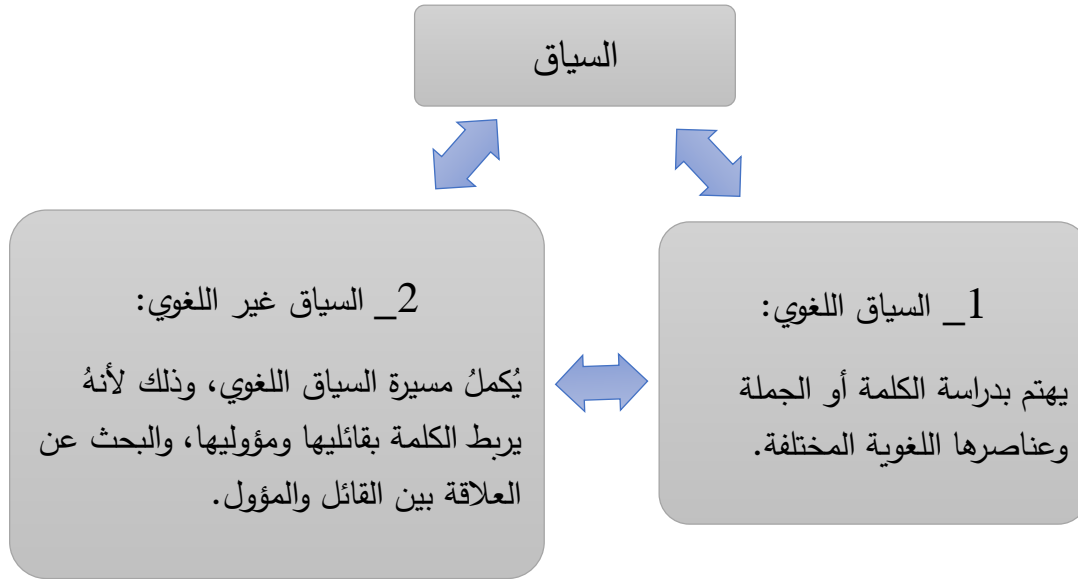 السياق
1_ السياق اللغوي:
يهتم بدراسة الكلمة أو الجملة
وعناصرها اللغوية المختلفة.
2_ السياق غير اللغوي:
يُكملُ مسيرة السياق اللغوي، وذلك لأنهُ
يربط الكلمة بقائليها ومؤوليها، والبحث عن
العلاقة بين القائل والمؤول.